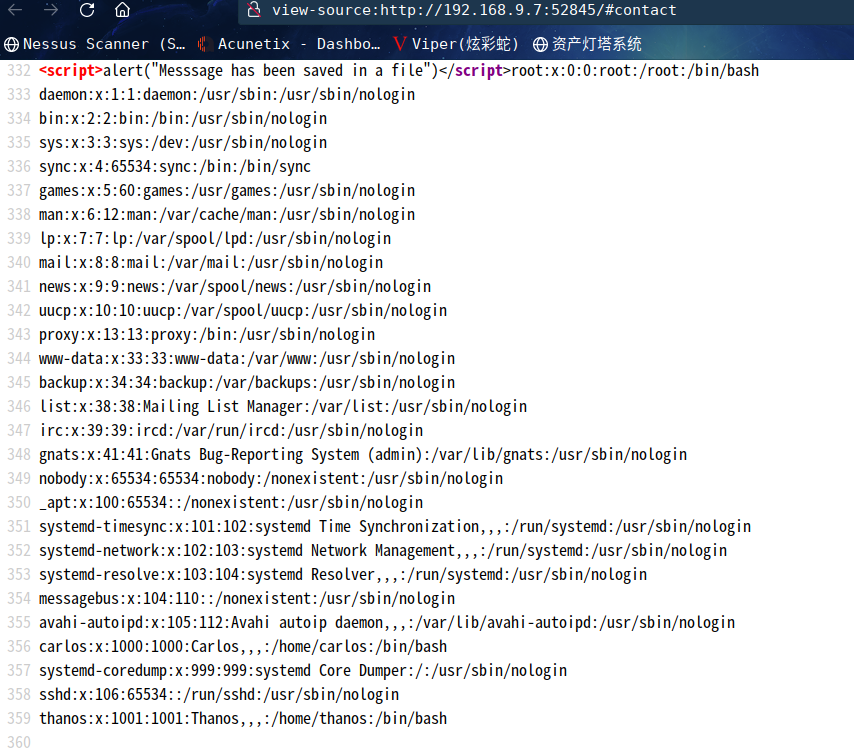 view-source:http://192.168.9.7:52845/#contact
Nessus Scanner (S… Acunetix - Dashbo… Viper(炫彩蛇) 资产灯塔系统
332 <script>alert("Messsage has been saved in a file")</script>root:x:0:0:root:/root:/bin/bash
333 daemon:x:1:1:daemon:/usr/sbin:/usr/sbin/nologin
334 bin:x:2:2:bin:/bin:/usr/sbin/nologin
335 sys:x:3:3:sys:/dev:/usr/sbin/nologin
336 sync:x:4:65534:sync:/bin:/bin/sync
337 games:x:5:60:games:/usr/games:/usr/sbin/nologin
338 man:x:6:12:man:/var/cache/man:/usr/sbin/nologin
339 lp:x:7:7:lp:/var/spool/lpd:/usr/sbin/nologin
340 mail:x:8:8:mail:/var/mail:/usr/sbin/nologin
341 news:x:9:9:news:/var/spool/news:/usr/sbin/nologin
342 uucp:x:10:10:uucp:/var/spool/uucp:/usr/sbin/nologin
343 proxy:x:13:13:proxy:/bin:/usr/sbin/nologin
344 www-data:x:33:33:www-data:/var/www:/usr/sbin/nologin
345 backup:x:34:34:backup:/var/backups:/usr/sbin/nologin
346 list:x:38:38:Mailing List Manager:/var/list:/usr/sbin/nologin
347 irc:x:39:39:ircd:/var/run/ircd:/usr/sbin/nologin
348 gnats:x:41:41:Gnats Bug-Reporting System (admin):/var/lib/gnats:/usr/sbin/nologin
349 nobody:x:65534:65534:nobody:/nonexistent:/usr/sbin/nologin
350 _apt:x:100:65534::/nonexistent:/usr/sbin/nologin
351 systemd-timesync:x:101:102:systemd Time Synchronization,,,:/run/systemd:/usr/sbin/nologin
352 systemd-network:x:102:103:systemd Network Management,,,:/run/systemd:/usr/sbin/nologin
353 systemd-resolve:x:103:104:systemd Resolver,,,:/run/systemd:/usr/sbin/nologin
354 messagebus:x:104:110::/nonexistent:/usr/sbin/nologin
355 avahi-autoipd:x:105:112:Avahi autoip daemon,,,:/var/lib/avahi-autoipd:/usr/sbin/nologin
356 carlos:x:1000:1000:Carlos,,,:/home/carlos:/bin/bash
357 systemd-coredump:x:999:999:systemd Core Dumper:/:/usr/sbin/nologin
358 sshd:x:106:65534::/run/sshd:/usr/sbin/nologin
359 thanos:x:1001:1001:Thanos,,,:/home/thanos:/bin/bash
360